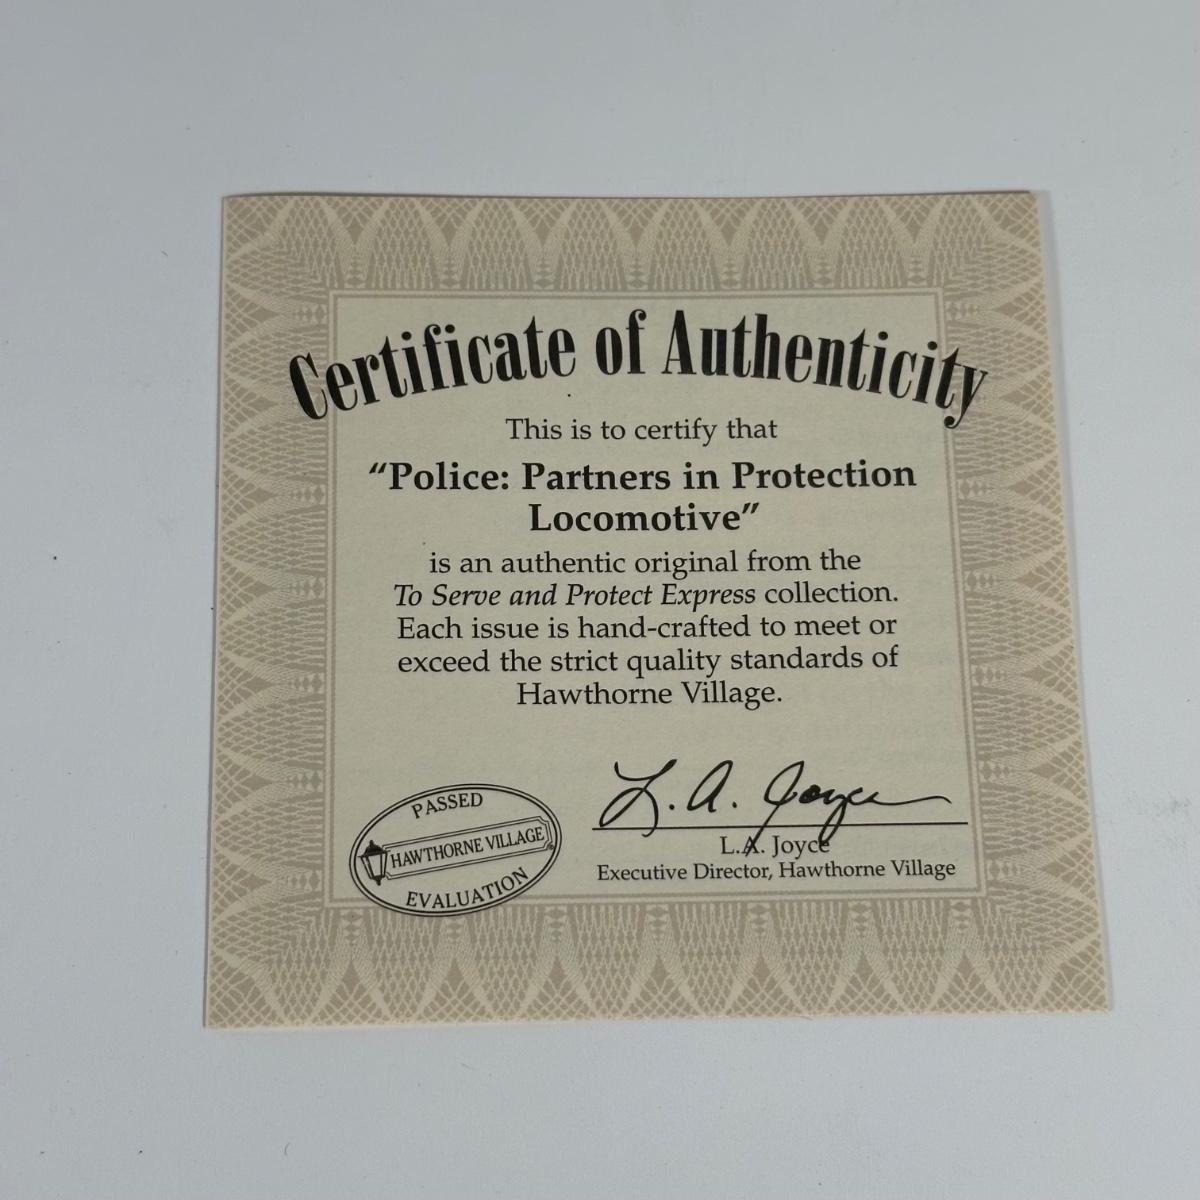 Certificate of Authenticity
This is to certify that
“Police: Partners in Protection
Locomotive”
is an authentic original from the
To Serve and Protect Express collection.
Each issue is hand-crafted to meet or
exceed the strict quality standards of
Hawthorne Village.
L. A. Joyce
L.A. Joyce
Executive Director, Hawthorne Village
PASSED
HAWTHORNE VILLAGE
EVALUATION